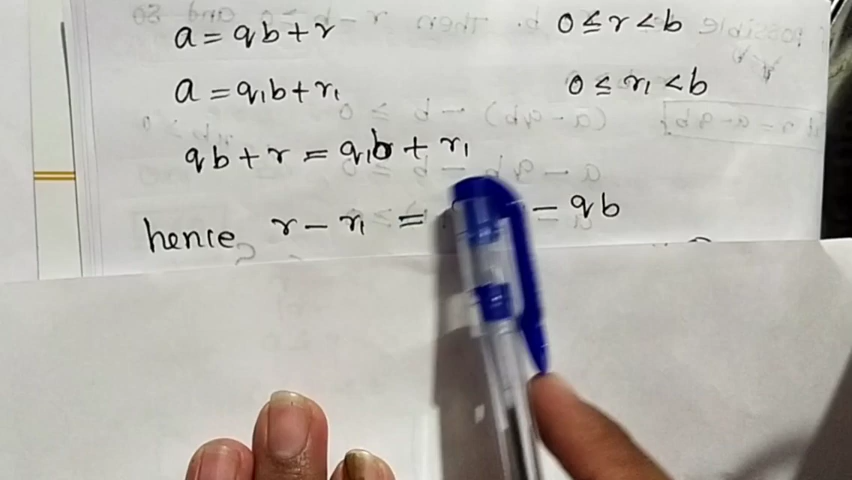 a = qb + r 0 ≤ r < b
a = q₁b + r₁ 0 ≤ r₁ < b
qb + r = q₁b + r₁
hence, r - r₁ = - qb